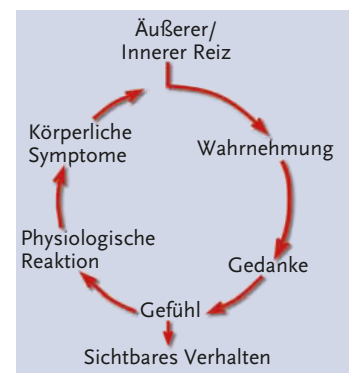 Äußerer/
Innerer Reiz
Wahrnehmung
Gedanke
Gefühl
Sichtbares Verhalten
Physiologische
Reaktion
Körperliche
Symptome